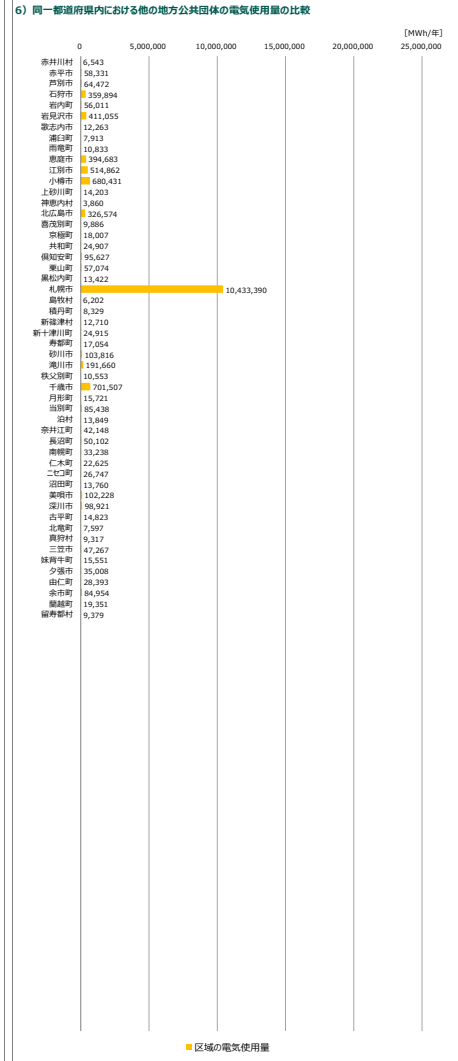 6）同一都道府県内における他の地方公共団体の電気使用量の比較
[MWh/年]
0 5,000,000 10,000,000 15,000,000 20,000,000 25,000,000
赤井川村 6,543
赤平市 58,331
芦別市 64,472
石狩市 359,894
岩内町 56,011
岩見沢市 411,055
歌志内市 12,263
浦臼町 7,913
雨竜町 10,833
恵庭市 394,683
江別市 514,862
小樽市 680,431
上砂川町 14,203
神恵内村 3,860
北広島市 326,574
喜茂別町 9,886
京極町 18,007
共和町 24,907
倶知安町 95,627
栗山町 57,074
黒松内町 13,422
札幌市 10,433,390
島牧村 6,202
積丹町 8,329
新篠津村 12,710
新十津川町 24,915
寿都町 17,054
砂川市 103,816
滝川市 191,660
秩父別町 10,553
千歳市 701,507
月形町 15,721
当別町 85,438
泊村 13,849
奈井江町 42,148
長沼町 50,102
南幌町 33,238
仁木町 22,625
ニセコ町 26,747
沼田町 13,760
美唄市 102,228
深川市 98,921
古平町 14,823
北竜町 7,597
真狩村 9,317
三笠市 47,267
妹背牛町 15,551
夕張市 35,008
由仁町 28,393
余市町 84,954
蘭越町 19,351
留寿都村 9,379
区域の電気使用量